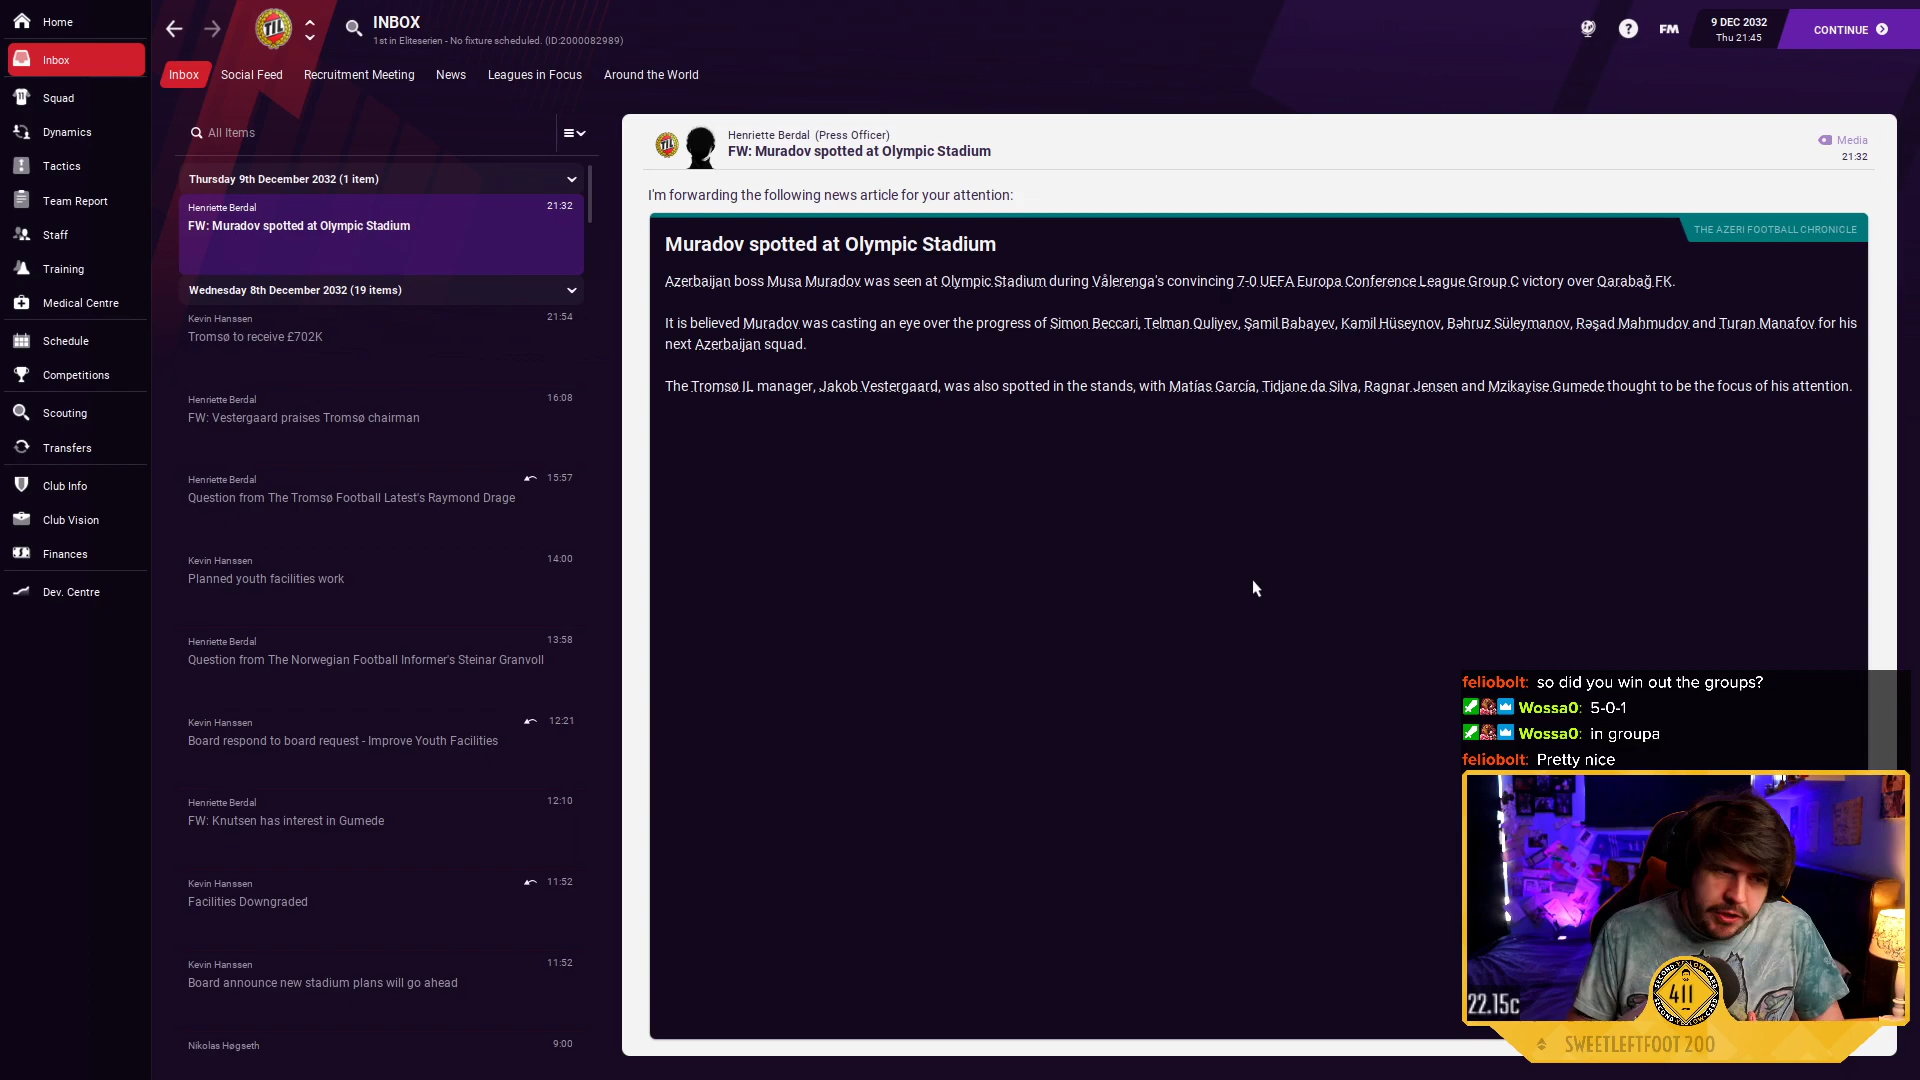 Home
Inbox
Squad
Dynamics
Tactics
Team Report
Staff
Training
Medical Centre
Schedule
Competitions
Scouting
Transfers
Club Info
Club Vision
Finances
Dev. Centre
TIL
INBOX
1st in Eliteserien - No fixture scheduled. (ID:2000082989)
FM
9 DEC 2032
Thu 21:45
CONTINUE
Inbox Social Feed Recruitment Meeting News Leagues in Focus Around the World
All Items
Thursday 9th December 2032 (1 item)
Henriette Berdal 21:32
FW: Muradov spotted at Olympic Stadium
Wednesday 8th December 2032 (19 items)
Kevin Hanssen 21:54
Tromsø to receive £702K
Henriette Berdal 16:08
FW: Vestergaard praises Tromsø chairman
Henriette Berdal 15:57
Question from The Tromsø Football Latest's Raymond Drage
Kevin Hanssen 14:00
Planned youth facilities work
Henriette Berdal 13:58
Question from The Norwegian Football Informer's Steinar Granvoll
Kevin Hanssen 12:21
Board respond to board request - Improve Youth Facilities
Henriette Berdal 12:10
FW: Knutsen has interest in Gumede
Kevin Hanssen 11:52
Facilities Downgraded
Kevin Hanssen 11:52
Board announce new stadium plans will go ahead
Nikolas Høgseth 9:00
TIL
Henriette Berdal (Press Officer)
FW: Muradov spotted at Olympic Stadium
Media
21:32
I'm forwarding the following news article for your attention:
THE AZERI FOOTBALL CHRONICLE
Muradov spotted at Olympic Stadium
Azerbaijan boss Musa Muradov was seen at Olympic Stadium during Vålerenga's convincing 7-0 UEFA Europa Conference League Group C victory over Qarabağ FK.
It is believed Muradov was casting an eye over the progress of Simon Beccari, Telman Quliyev, Şamil Babayev, Kamil Hüseynov, Bəhruz Süleymanov, Rəşad Mahmudov and Turan Manafov for his
next Azerbaijan squad.
The Tromsø IL manager, Jakob Vestergaard, was also spotted in the stands, with Matías García, Tidjane da Silva, Ragnar Jensen and Mzikayise Gumede thought to be the focus of his attention.
feliobolt: so did you win out the groups?
Wossa0: 5-0-1
Wossa0: in groupa
feliobolt: Pretty nice
22.15c
SECOND YELLOW CARD
411
SWEETLEFTFOOT 200